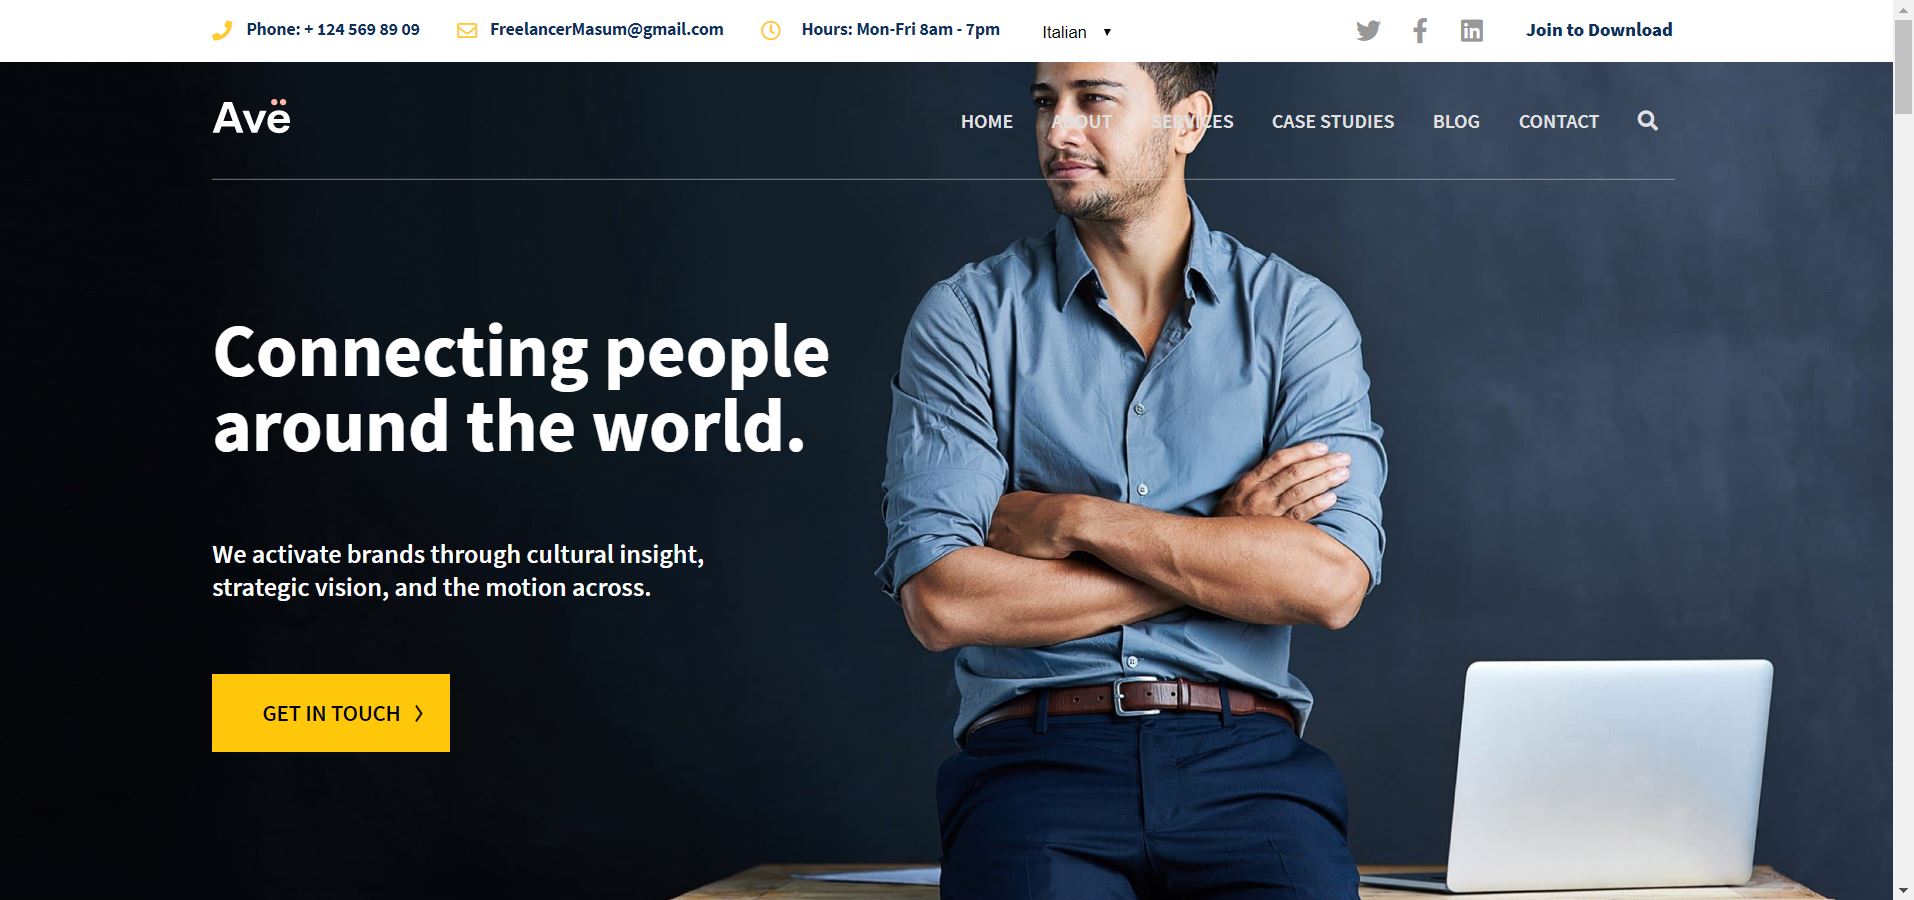 Phone: + 124 569 89 09 FreelancerMasum@gmail.com Hours: Mon-Fri 8am - 7pm Italian Join to Download
Avë HOME ABOUT SERVICES CASE STUDIES BLOG CONTACT
Connecting people
around the world.
We activate brands through cultural insight,
strategic vision, and the motion across.
GET IN TOUCH